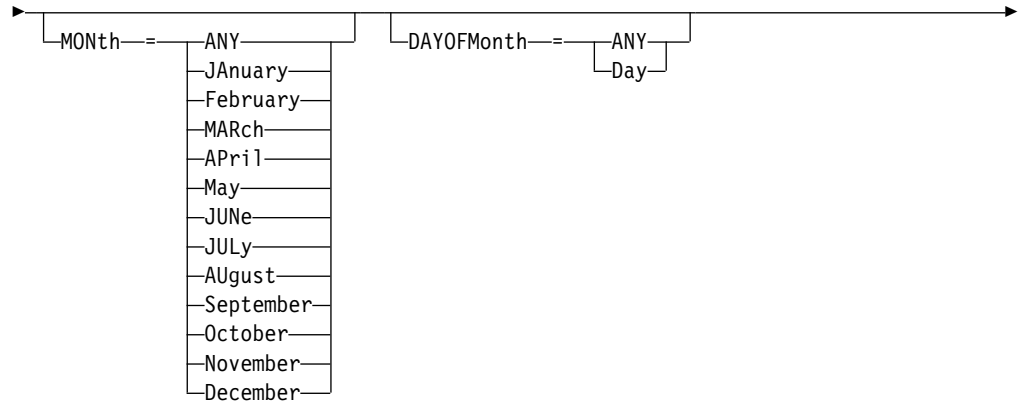 MONth = ANY DAYOFMonth = ANY
JAnuary Day
February
MARch
APril
May
JUNe
JULy
AUgust
September
October
November
December